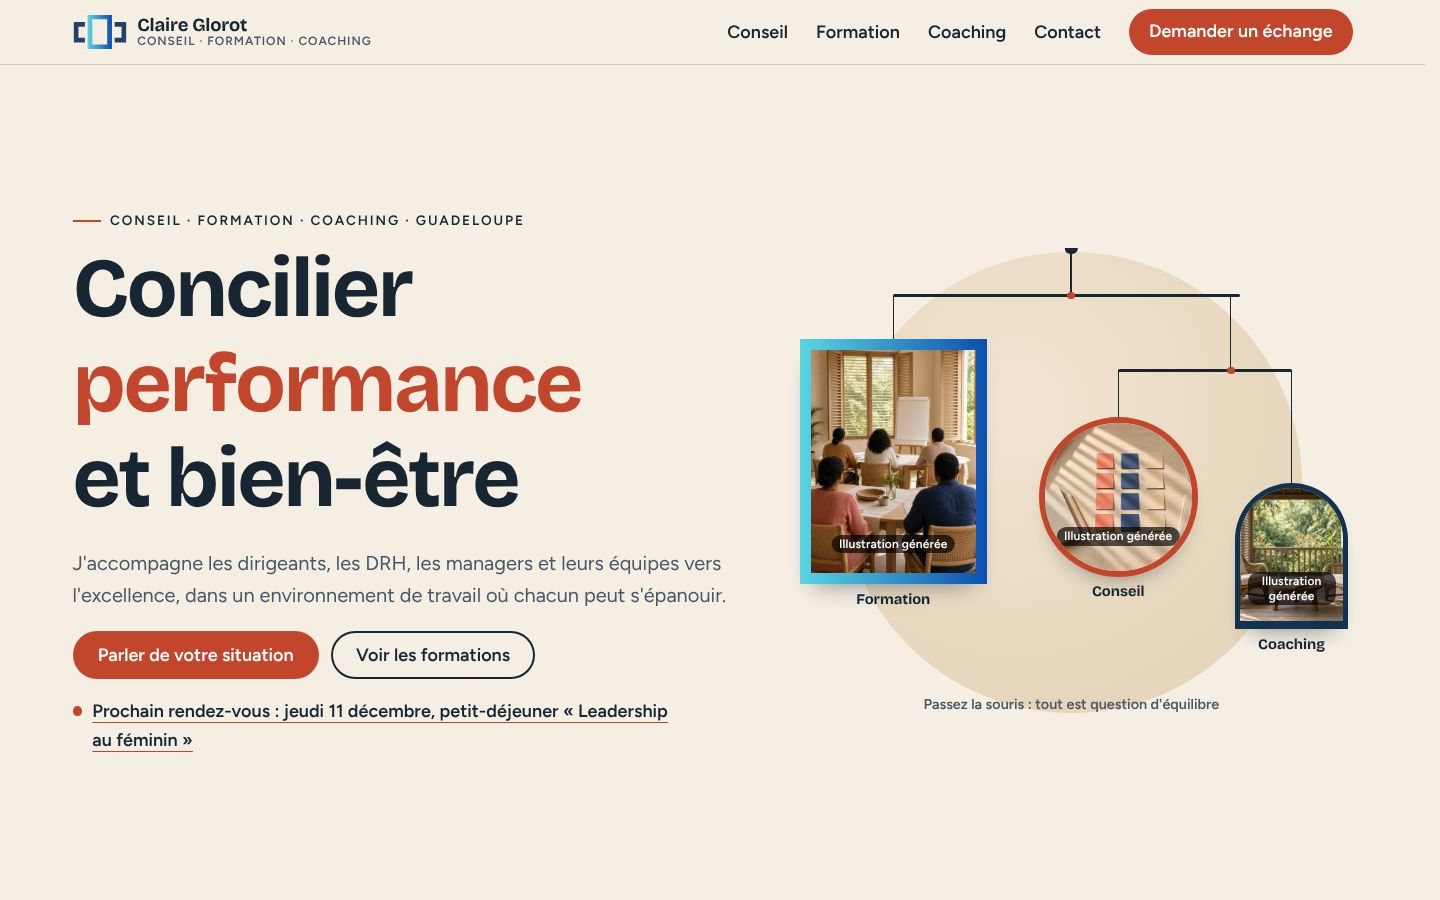 Claire Glorot
CONSEIL · FORMATION · COACHING
Conseil
Formation
Coaching
Contact
Demander un échange
CONSEIL · FORMATION · COACHING · GUADELOUPE
Concilier
performance
et bien-être
J'accompagne les dirigeants, les DRH, les managers et leurs équipes vers
l'excellence, dans un environnement de travail où chacun peut s'épanouir.
Parler de votre situation
Voir les formations
Prochain rendez-vous : jeudi 11 décembre, petit-déjeuner « Leadership
au féminin »
Illustration générée
Formation
Illustration générée
Conseil
Illustration
générée
Coaching
Passez la souris : tout est question d'équilibre